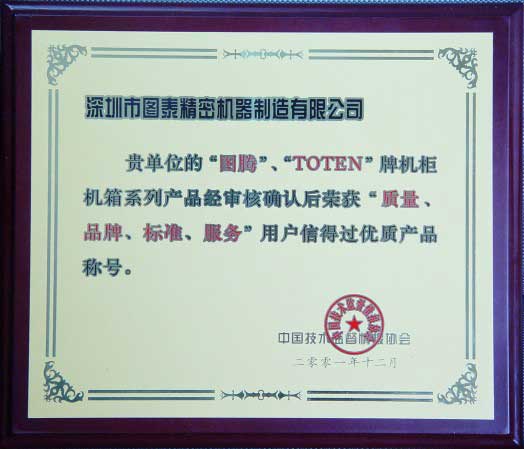 深圳市图泰精密机器制造有限公司
贵单位的“图腾”、“TOTEN”牌机柜
机箱系列产品经审核确认后荣获“质量、
品牌、标准、服务”用户信得过优质产品
称号。
中国技术监督情报协会
二零零一年十二月